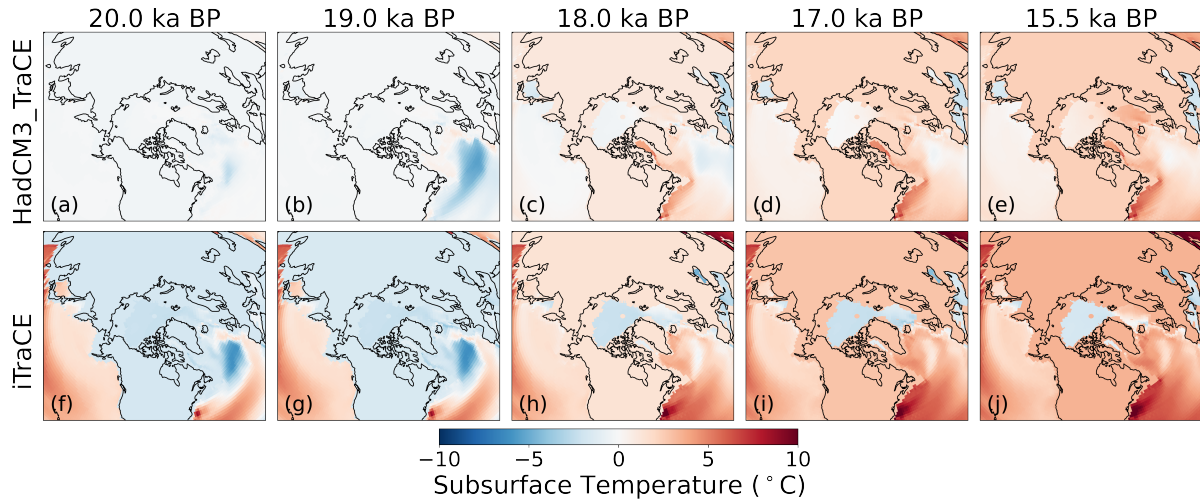 20.0 ka BP 19.0 ka BP 18.0 ka BP 17.0 ka BP 15.5 ka BP
HadCM3_TraCE
(a) (b) (c) (d) (e)
iTraCE
(f) (g) (h) (i) (j)
−10 −5 0 5 10
Subsurface Temperature (°C)